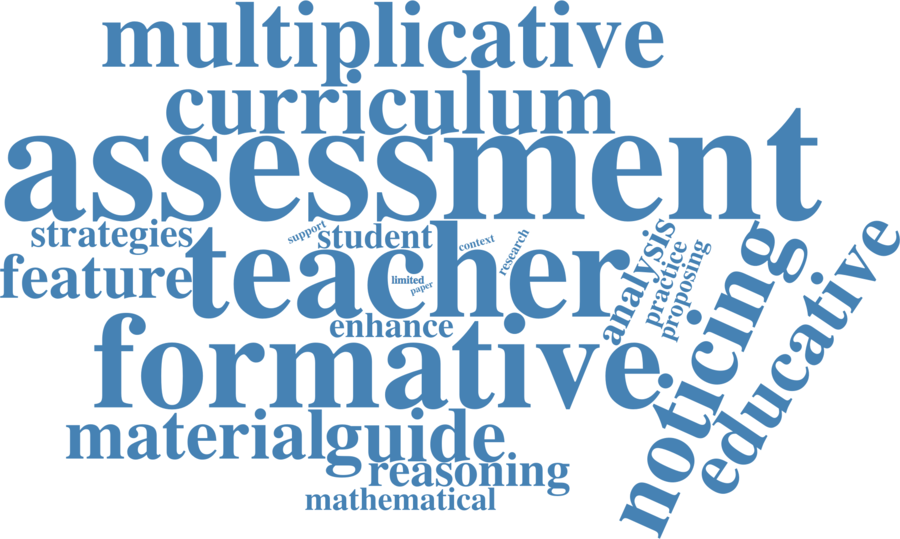 multiplicative
curriculum
assessment
strategies
support
student
context
research
feature
teacher
limited
paper
analysis
practice
proposing
noticing
educative
enhance
formative
material
guide
reasoning
mathematical